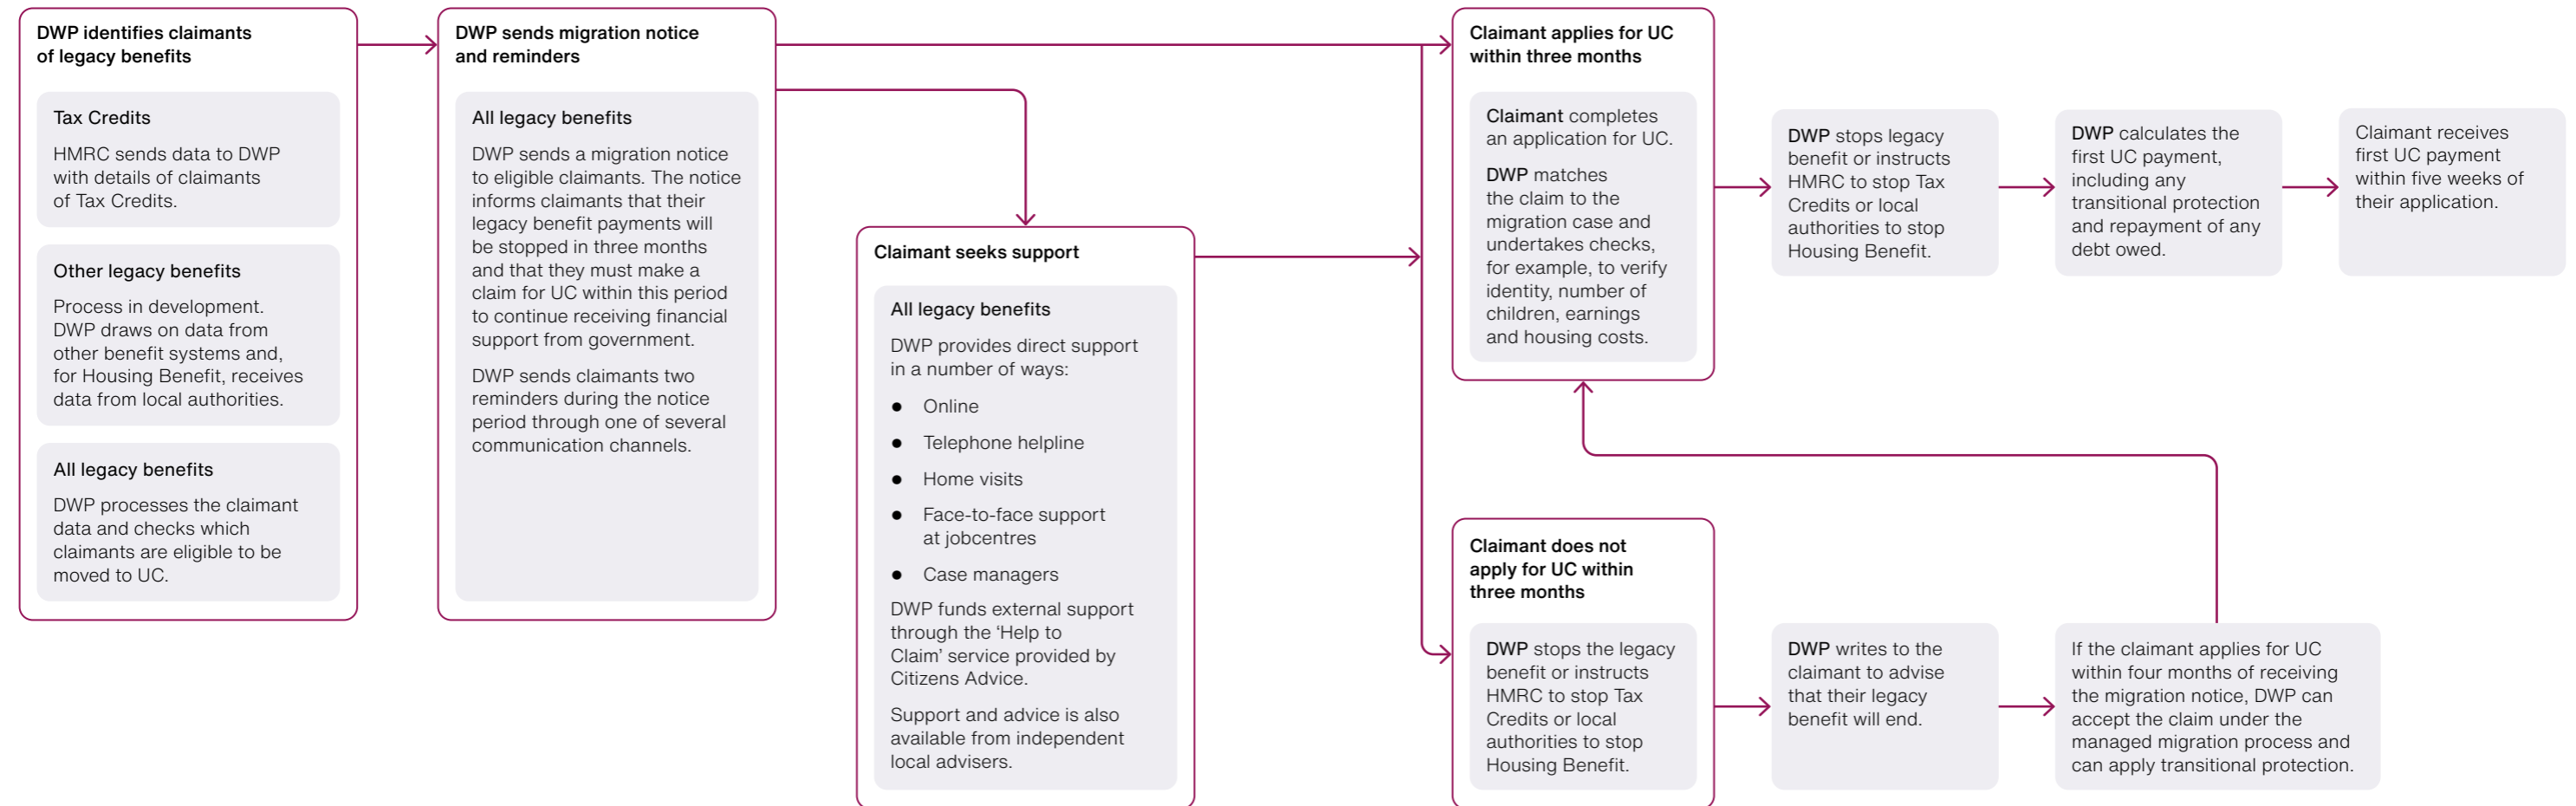 DWP identifies claimants
of legacy benefits
Tax Credits
HMRC sends data to DWP
with details of claimants
of Tax Credits.
Other legacy benefits
Process in development.
DWP draws on data from
other benefit systems and,
for Housing Benefit, receives
data from local authorities.
All legacy benefits
DWP processes the claimant
data and checks which
claimants are eligible to be
moved to UC.
DWP sends migration notice
and reminders
All legacy benefits
DWP sends a migration notice
to eligible claimants. The notice
informs claimants that their
legacy benefit payments will
be stopped in three months
and that they must make a
claim for UC within this period
to continue receiving financial
support from government.
DWP sends claimants two
reminders during the notice
period through one of several
communication channels.
Claimant seeks support
All legacy benefits
DWP provides direct support
in a number of ways:
● Online
● Telephone helpline
● Home visits
● Face-to-face support
at jobcentres
● Case managers
DWP funds external support
through the ‘Help to
Claim’ service provided by
Citizens Advice.
Support and advice is also
available from independent
local advisers.
Claimant applies for UC
within three months
Claimant completes
an application for UC.
DWP matches
the claim to the
migration case and
undertakes checks,
for example, to verify
identity, number of
children, earnings
and housing costs.
DWP stops legacy
benefit or instructs
HMRC to stop Tax
Credits or local
authorities to stop
Housing Benefit.
DWP calculates the
first UC payment,
including any
transitional protection
and repayment of any
debt owed.
Claimant receives
first UC payment
within five weeks of
their application.
Claimant does not
apply for UC within
three months
DWP stops the legacy
benefit or instructs
HMRC to stop Tax
Credits or local
authorities to stop
Housing Benefit.
DWP writes to the
claimant to advise
that their legacy
benefit will end.
If the claimant applies for UC
within four months of receiving
the migration notice, DWP can
accept the claim under the
managed migration process and
can apply transitional protection.